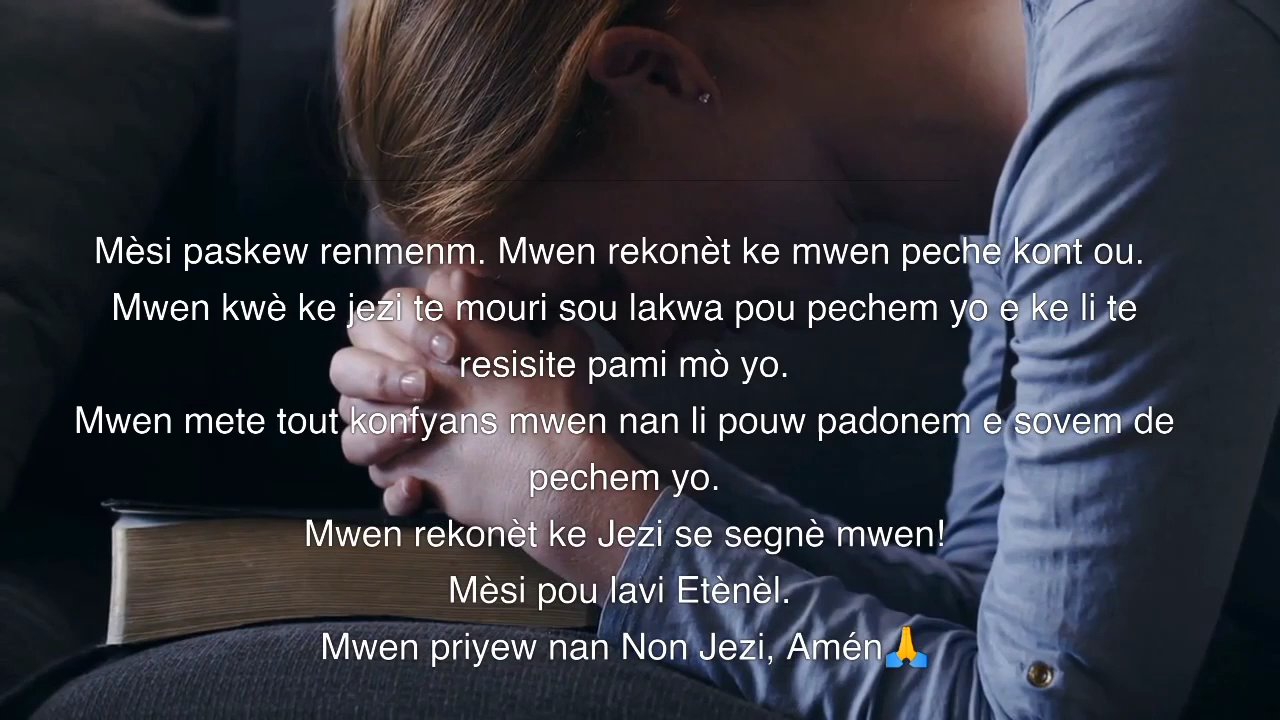 Mèsi paskew renmenm. Mwen rekonèt ke mwen peche kont ou.
Mwen kwè ke jezi te mouri sou lakwa pou pechem yo e ke li te
resisite pami mò yo.
Mwen mete tout konfyans mwen nan li pouw padonem e sovem de
pechem yo.
Mwen rekonèt ke Jezi se segnè mwen!
Mèsi pou lavi Etènèl.
Mwen priyew nan Non Jezi, Amén🙏